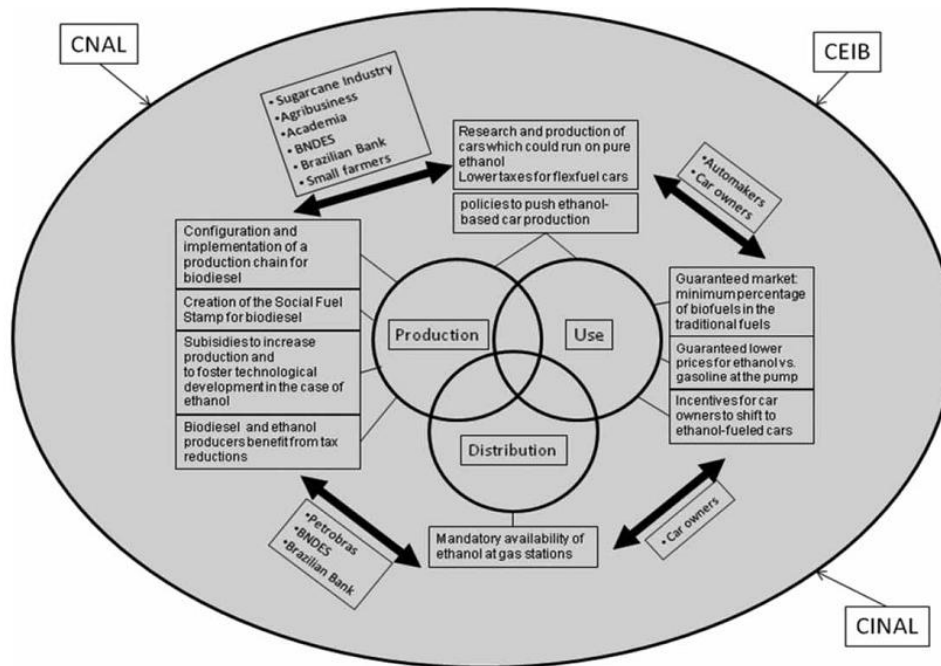 CNAL
CEIB
• Sugarcane Industry
•Agribusiness
•Academia
• BNDES
• Brazilian Bank
• Small farmers
Research and production of
cars which could run on pure
ethanol
Lower taxes for flexfuel cars
policies to push ethanol-
based car production
• Automakers
• Car owners
Configuration and
implementation of a
production chain for
biodiesel
Creation of the Social Fuel
Stamp for biodiesel
Subisidies to increase
production and
to foster technological
development in the case of
ethanol
Biodiesel and ethanol
producers benefit from tax
reductions
Production
Use
Distribution
Guaranteed market:
minimum percentage
of biofuels in the
traditional fuels
Guaranteed lower
prices for ethanol vs.
gasoline at the pump
Incentives for car
owners to shift to
ethanol-fueled cars
•Petrobras
•BNDES
•Brazilian Bank
Mandatory availability of
ethanol at gas stations
• Car owners
CINAL